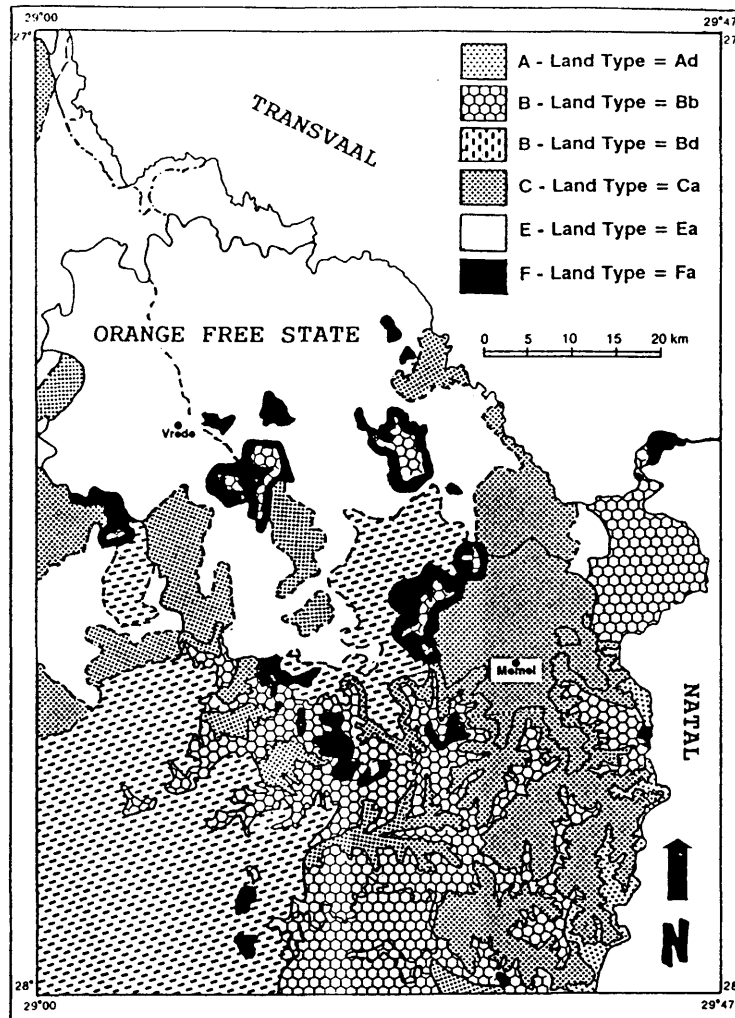 29°00
29°47
27°
27
A - Land Type = Ad
B - Land Type = Bb
B - Land Type = Bd
C - Land Type = Ca
E - Land Type = Ea
F - Land Type = Fa
TRANSVAAL
0 5 10 15 20 km
ORANGE FREE STATE
Vrede
Memel
NATAL
N
28°
28
29°00
29°47